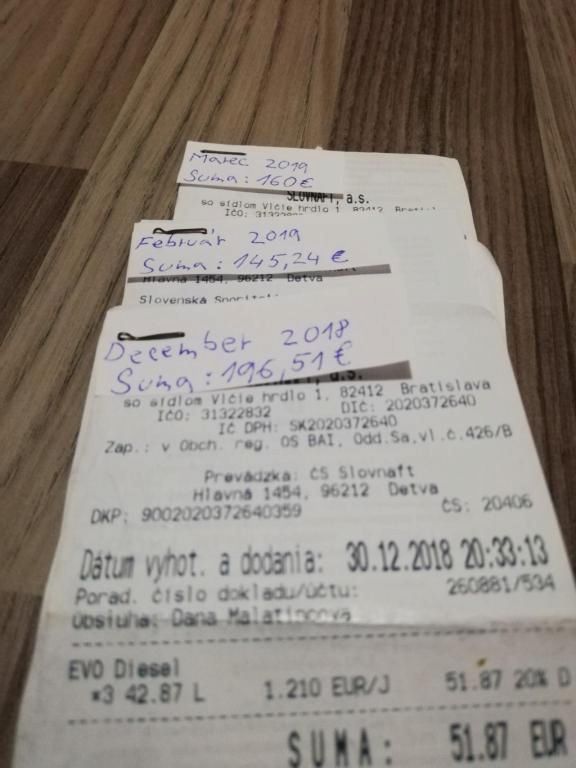 Marec 2019
Suma: 160€
SLOVNAFT, a.s.
so sídlom Vlčie hrdlo 1, 82412
IČO:
Február 2019
Suma: 145,24 €
Hlavná 1454, 96212 Detva
Slovenská
December 2018
Suma: 196,51€
a.s.
so sídlom Vlčie hrdlo 1, 82412 Bratislava
IČO: 31322832 DIČ: 2020372640
IČ DPH: SK2020372640
Zap.: v Obch. reg. OS BAI, Odd.Sa,vl.č.426/B
Prevádzka: ČS Slovnaft
Hlavná 1454, 96212 Detva
DKP: 9002020372640359 ČS: 20406
Dátum vyhot. a dodania: 30.12.2018 20:33:13
Porad. číslo dokladu/účtu: 260881/534
Obsluha: Dana
EVO Diesel
*3 42.87 L 1.210 EUR/J 51.87 20% D
SUMA: 51.87 EUR